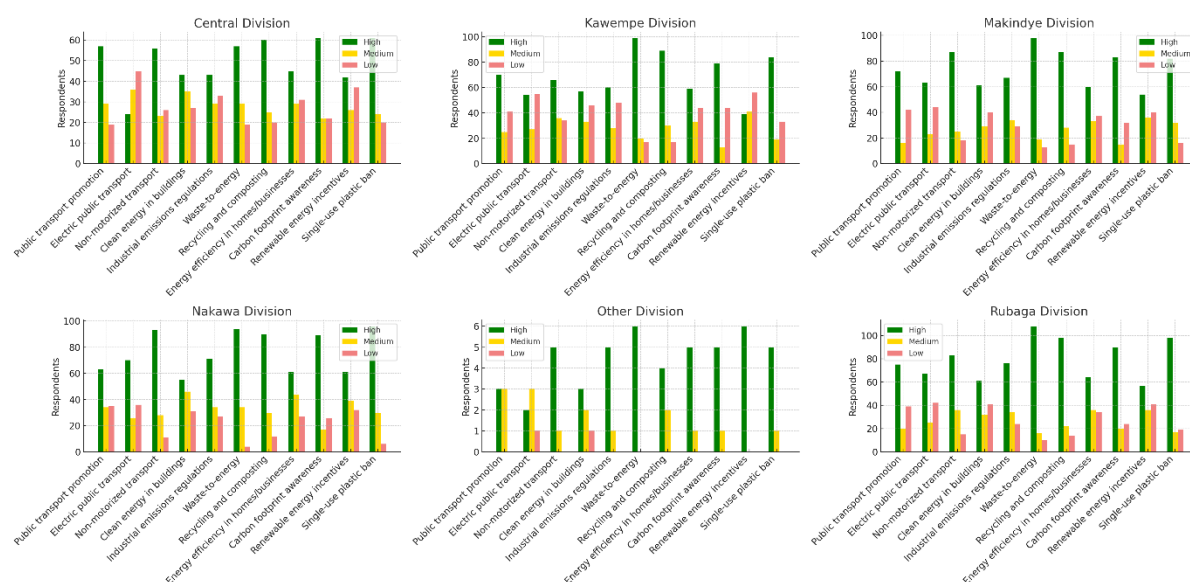 Central Division
Respondents
60
50
40
30
20
10
0
High
Medium
Low
Public transport promotion
Electric public transport
Non-motorized transport
Clean energy in buildings
Industrial emissions regulations
Waste-to-energy
Recycling and composting
Energy efficiency in homes/businesses
Carbon footprint awareness
Renewable energy incentives
Single-use plastic ban
Kawempe Division
Respondents
100
80
60
40
20
0
High
Medium
Low
Public transport promotion
Electric public transport
Non-motorized transport
Clean energy in buildings
Industrial emissions regulations
Waste-to-energy
Recycling and composting
Energy efficiency in homes/businesses
Carbon footprint awareness
Renewable energy incentives
Single-use plastic ban
Makindye Division
Respondents
100
80
60
40
20
0
High
Medium
Low
Public transport promotion
Electric public transport
Non-motorized transport
Clean energy in buildings
Industrial emissions regulations
Waste-to-energy
Recycling and composting
Energy efficiency in homes/businesses
Carbon footprint awareness
Renewable energy incentives
Single-use plastic ban
Nakawa Division
Respondents
100
80
60
40
20
0
High
Medium
Low
Public transport promotion
Electric public transport
Non-motorized transport
Clean energy in buildings
Industrial emissions regulations
Waste-to-energy
Recycling and composting
Energy efficiency in homes/businesses
Carbon footprint awareness
Renewable energy incentives
Single-use plastic ban
Other Division
Respondents
6
5
4
3
2
1
0
High
Medium
Low
Public transport promotion
Electric public transport
Non-motorized transport
Clean energy in buildings
Industrial emissions regulations
Waste-to-energy
Recycling and composting
Energy efficiency in homes/businesses
Carbon footprint awareness
Renewable energy incentives
Single-use plastic ban
Rubaga Division
Respondents
100
80
60
40
20
0
High
Medium
Low
Public transport promotion
Electric public transport
Non-motorized transport
Clean energy in buildings
Industrial emissions regulations
Waste-to-energy
Recycling and composting
Energy efficiency in homes/businesses
Carbon footprint awareness
Renewable energy incentives
Single-use plastic ban